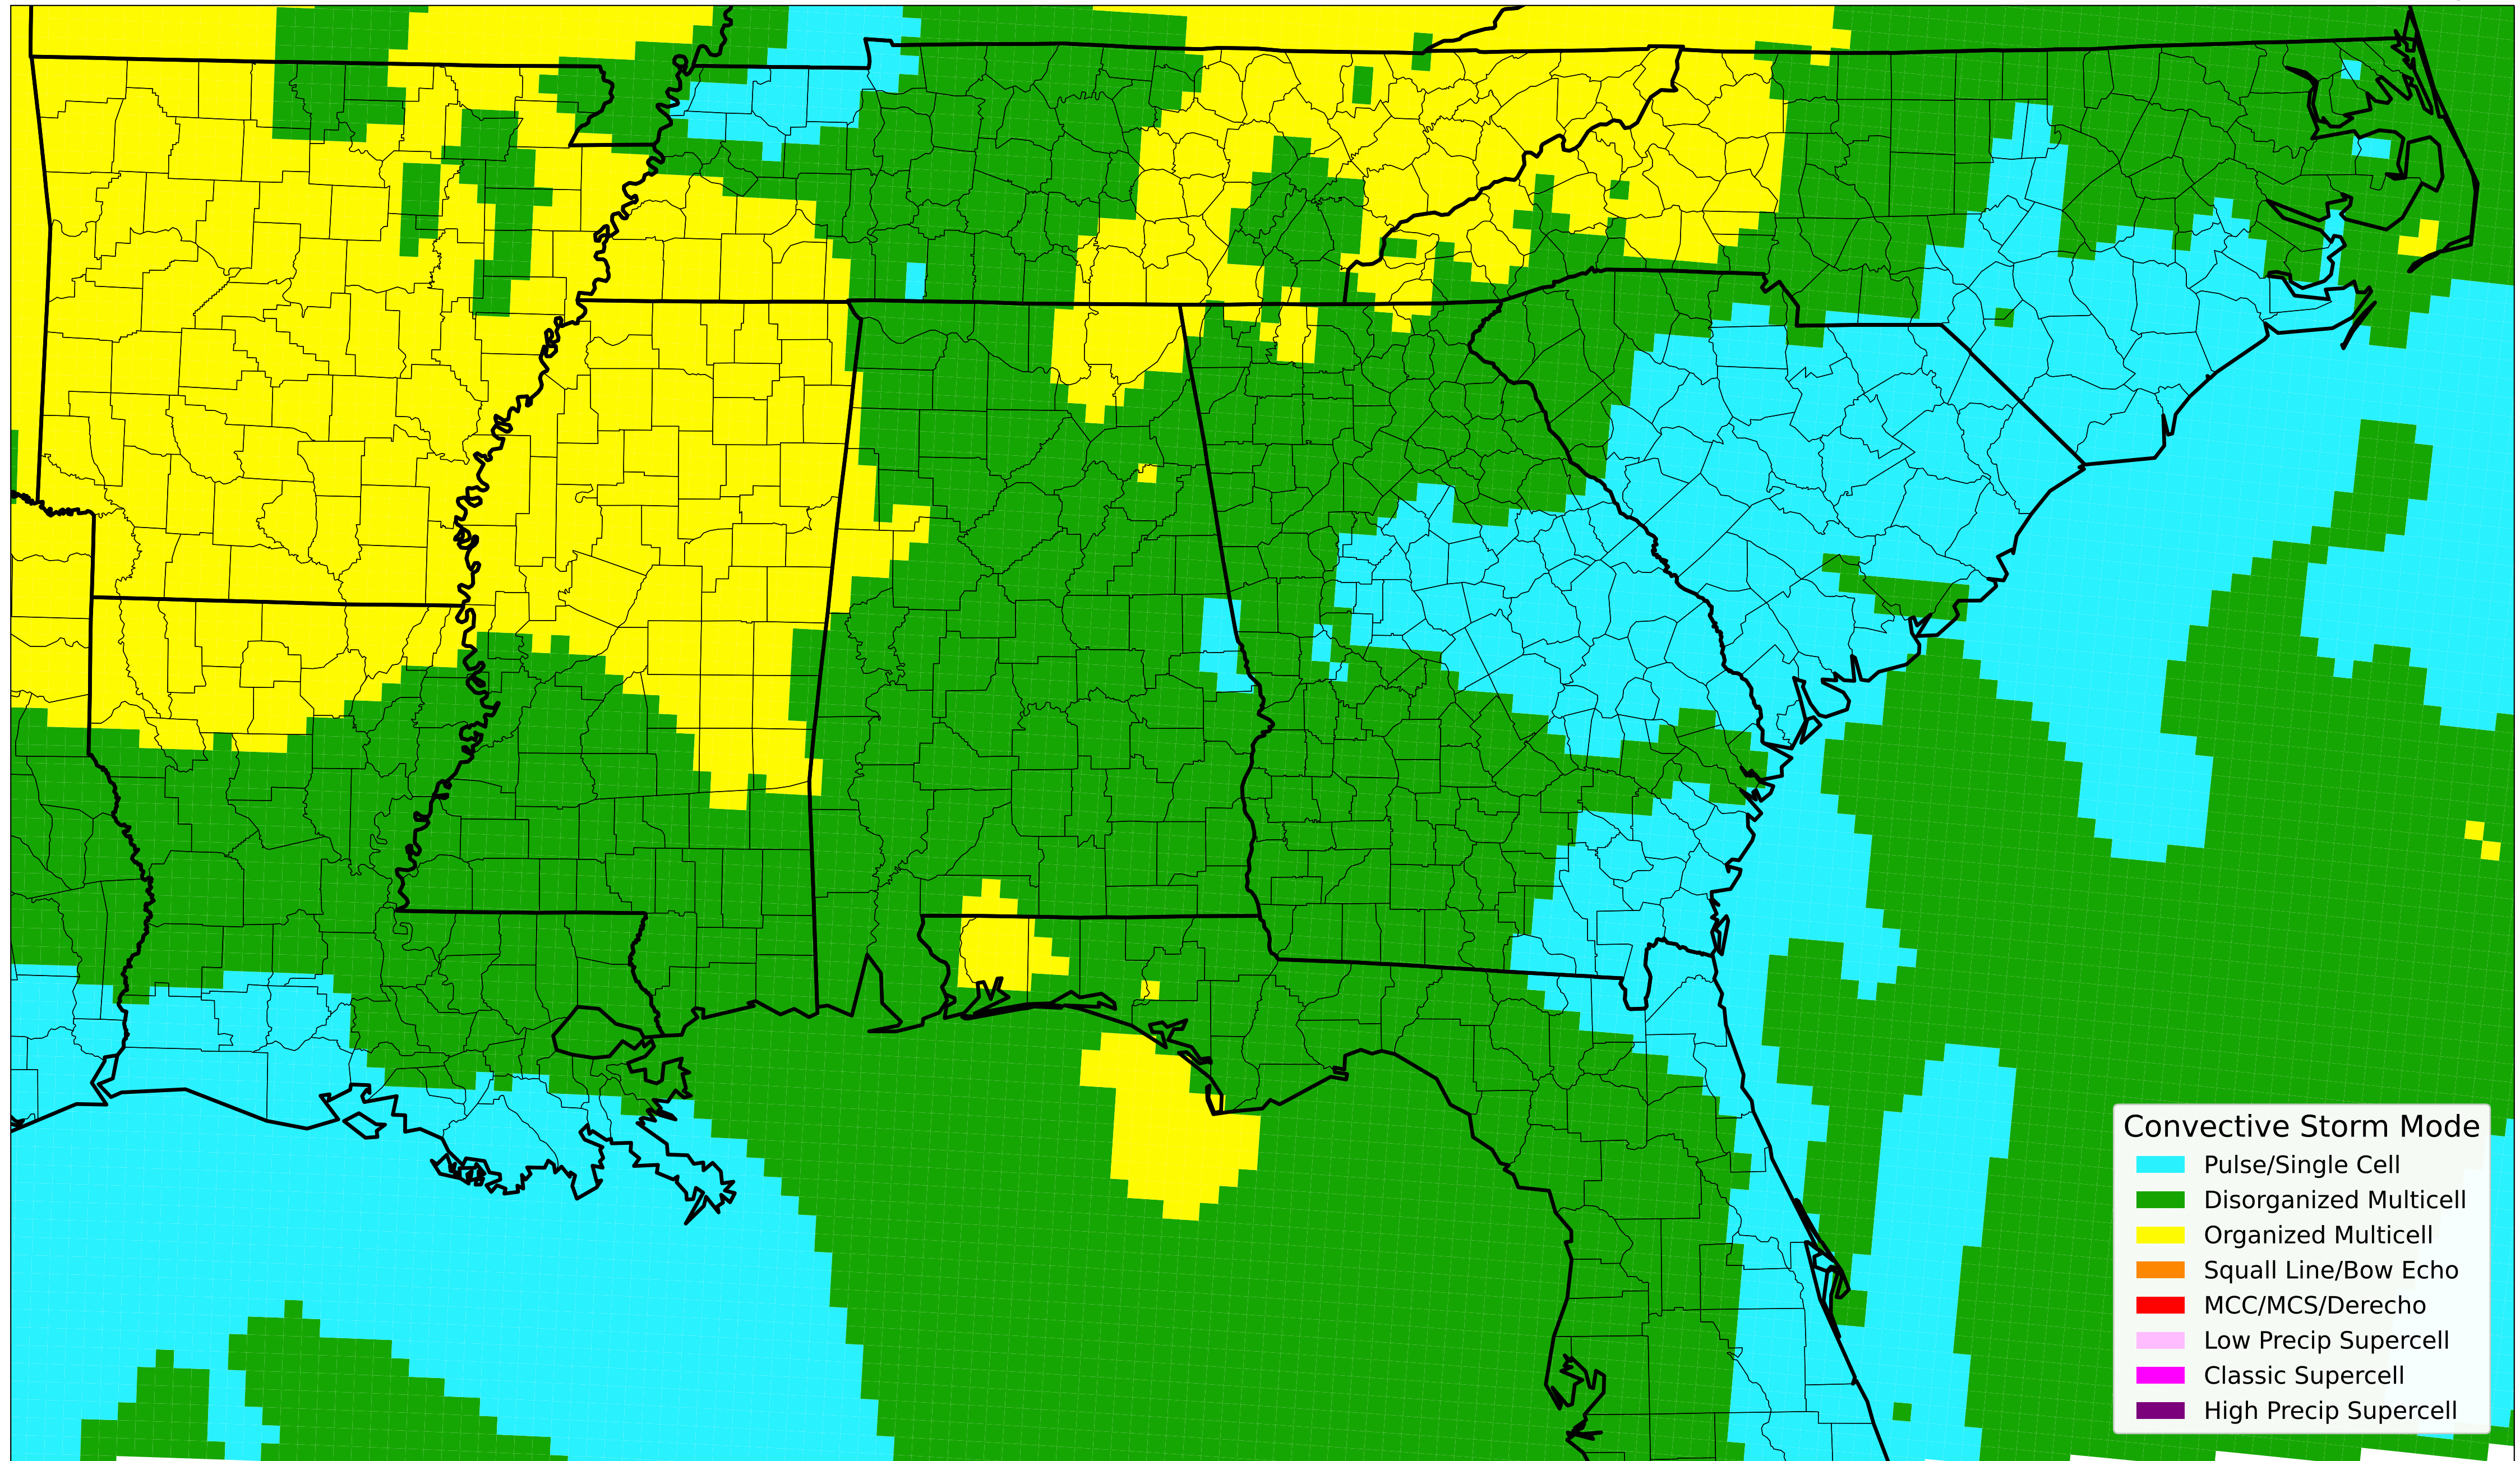 Convective Storm Mode
Pulse/Single Cell
Disorganized Multicell
Organized Multicell
Squall Line/Bow Echo
MCC/MCS/Derecho
Low Precip Supercell
Classic Supercell
High Precip Supercell